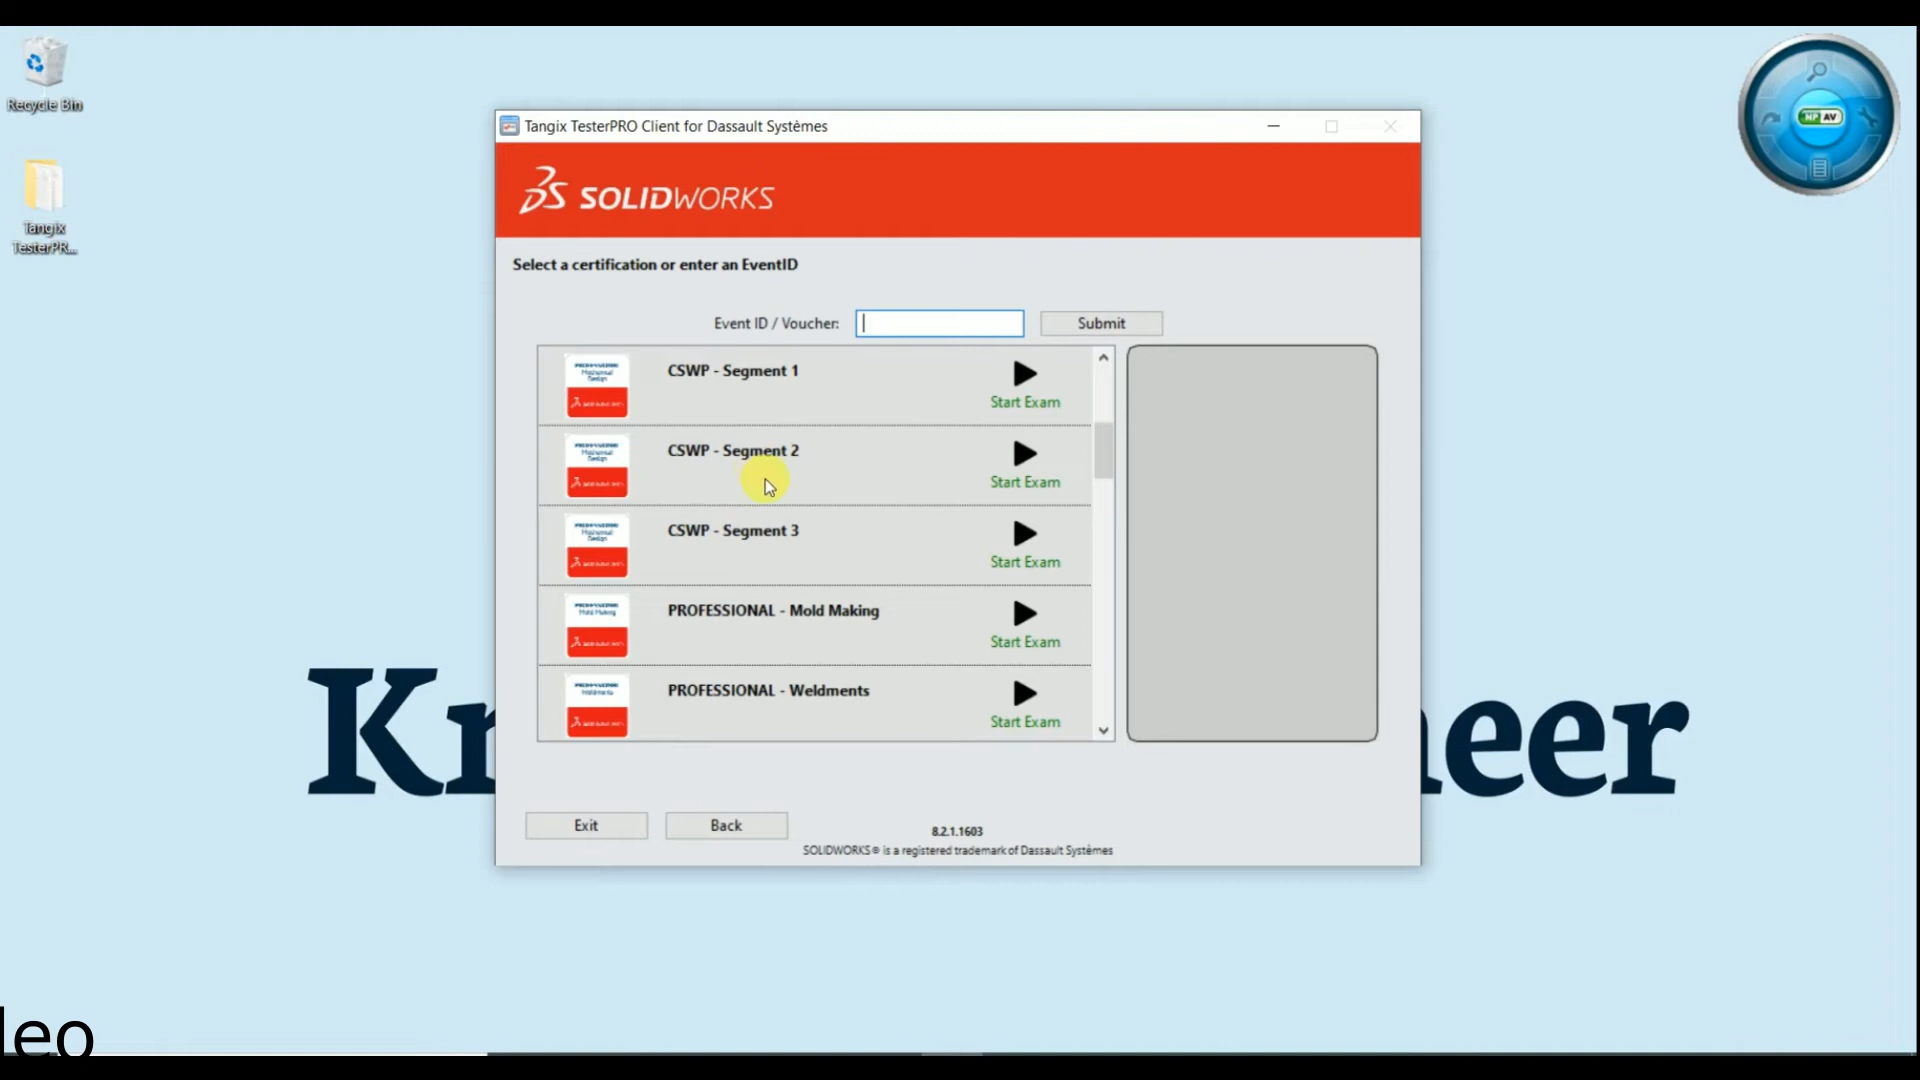 Recycle Bin
Tangix
TesterPR...
Tangix TesterPRO Client for Dassault Systèmes
SOLIDWORKS
Select a certification or enter an EventID
Event ID / Voucher:
Submit
CSWP - Segment 1
Start Exam
CSWP - Segment 2
Start Exam
CSWP - Segment 3
Start Exam
PROFESSIONAL - Mold Making
Start Exam
PROFESSIONAL - Weldments
Start Exam
Exit
Back
8.2.1.1603
SOLIDWORKS® is a registered trademark of Dassault Systèmes
NP AV
Kr
eer
leo